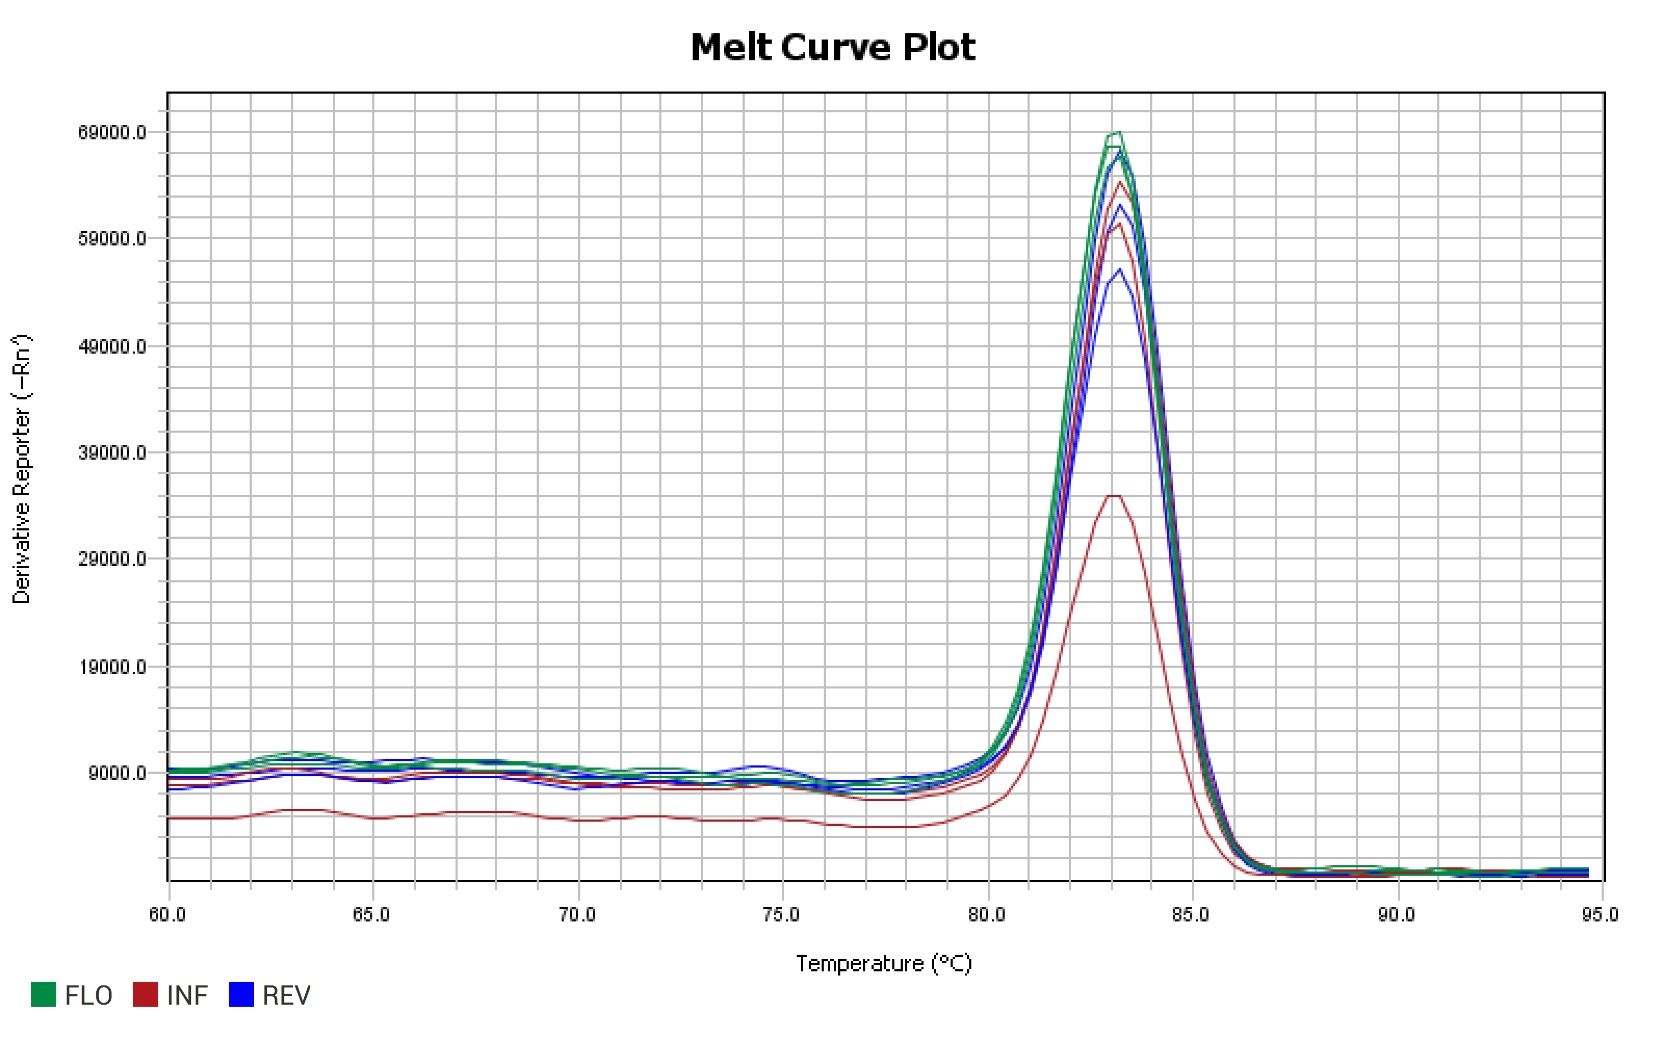 Melt Curve Plot
69000.0
59000.0
49000.0
39000.0
29000.0
19000.0
9000.0
Derivative Reporter (–Rn')
60.0 65.0 70.0 75.0 80.0 85.0 90.0 95.0
Temperature (°C)
FLO INF REV